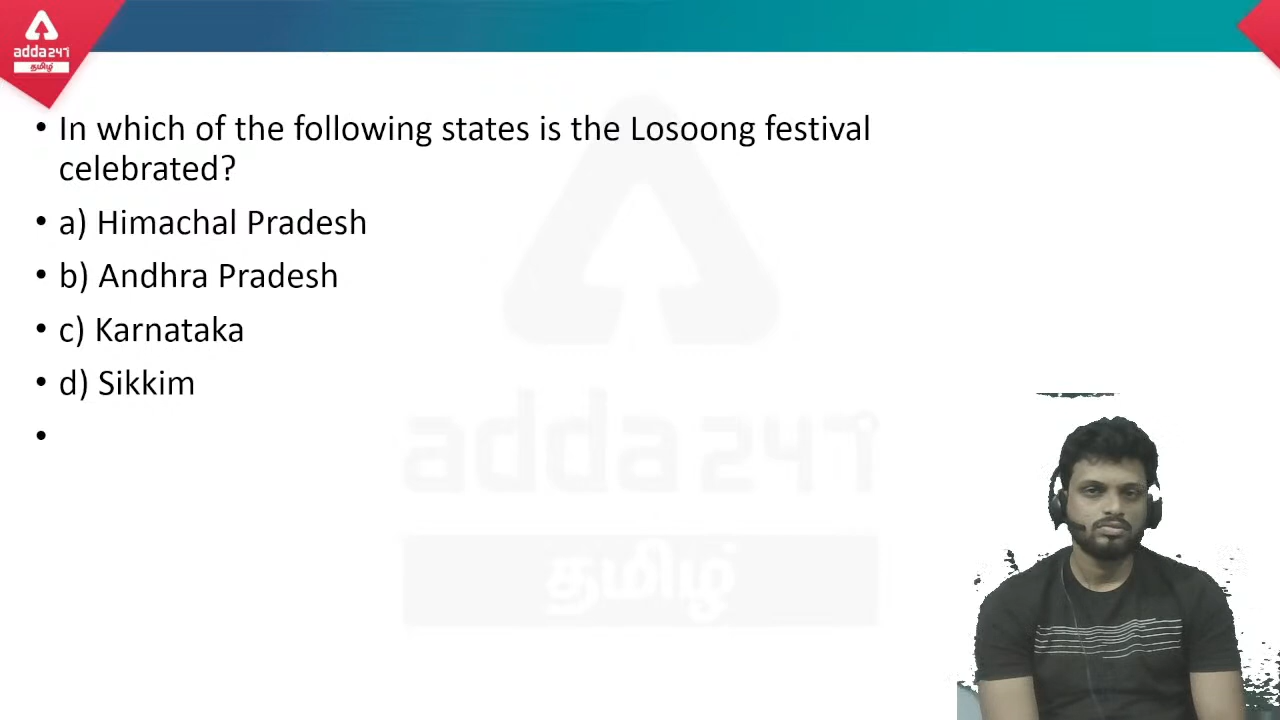 adda247
தமிழ்
• In which of the following states is the Losoong festival
celebrated?
• a) Himachal Pradesh
• b) Andhra Pradesh
• c) Karnataka
• d) Sikkim
•
adda247
தமிழ்